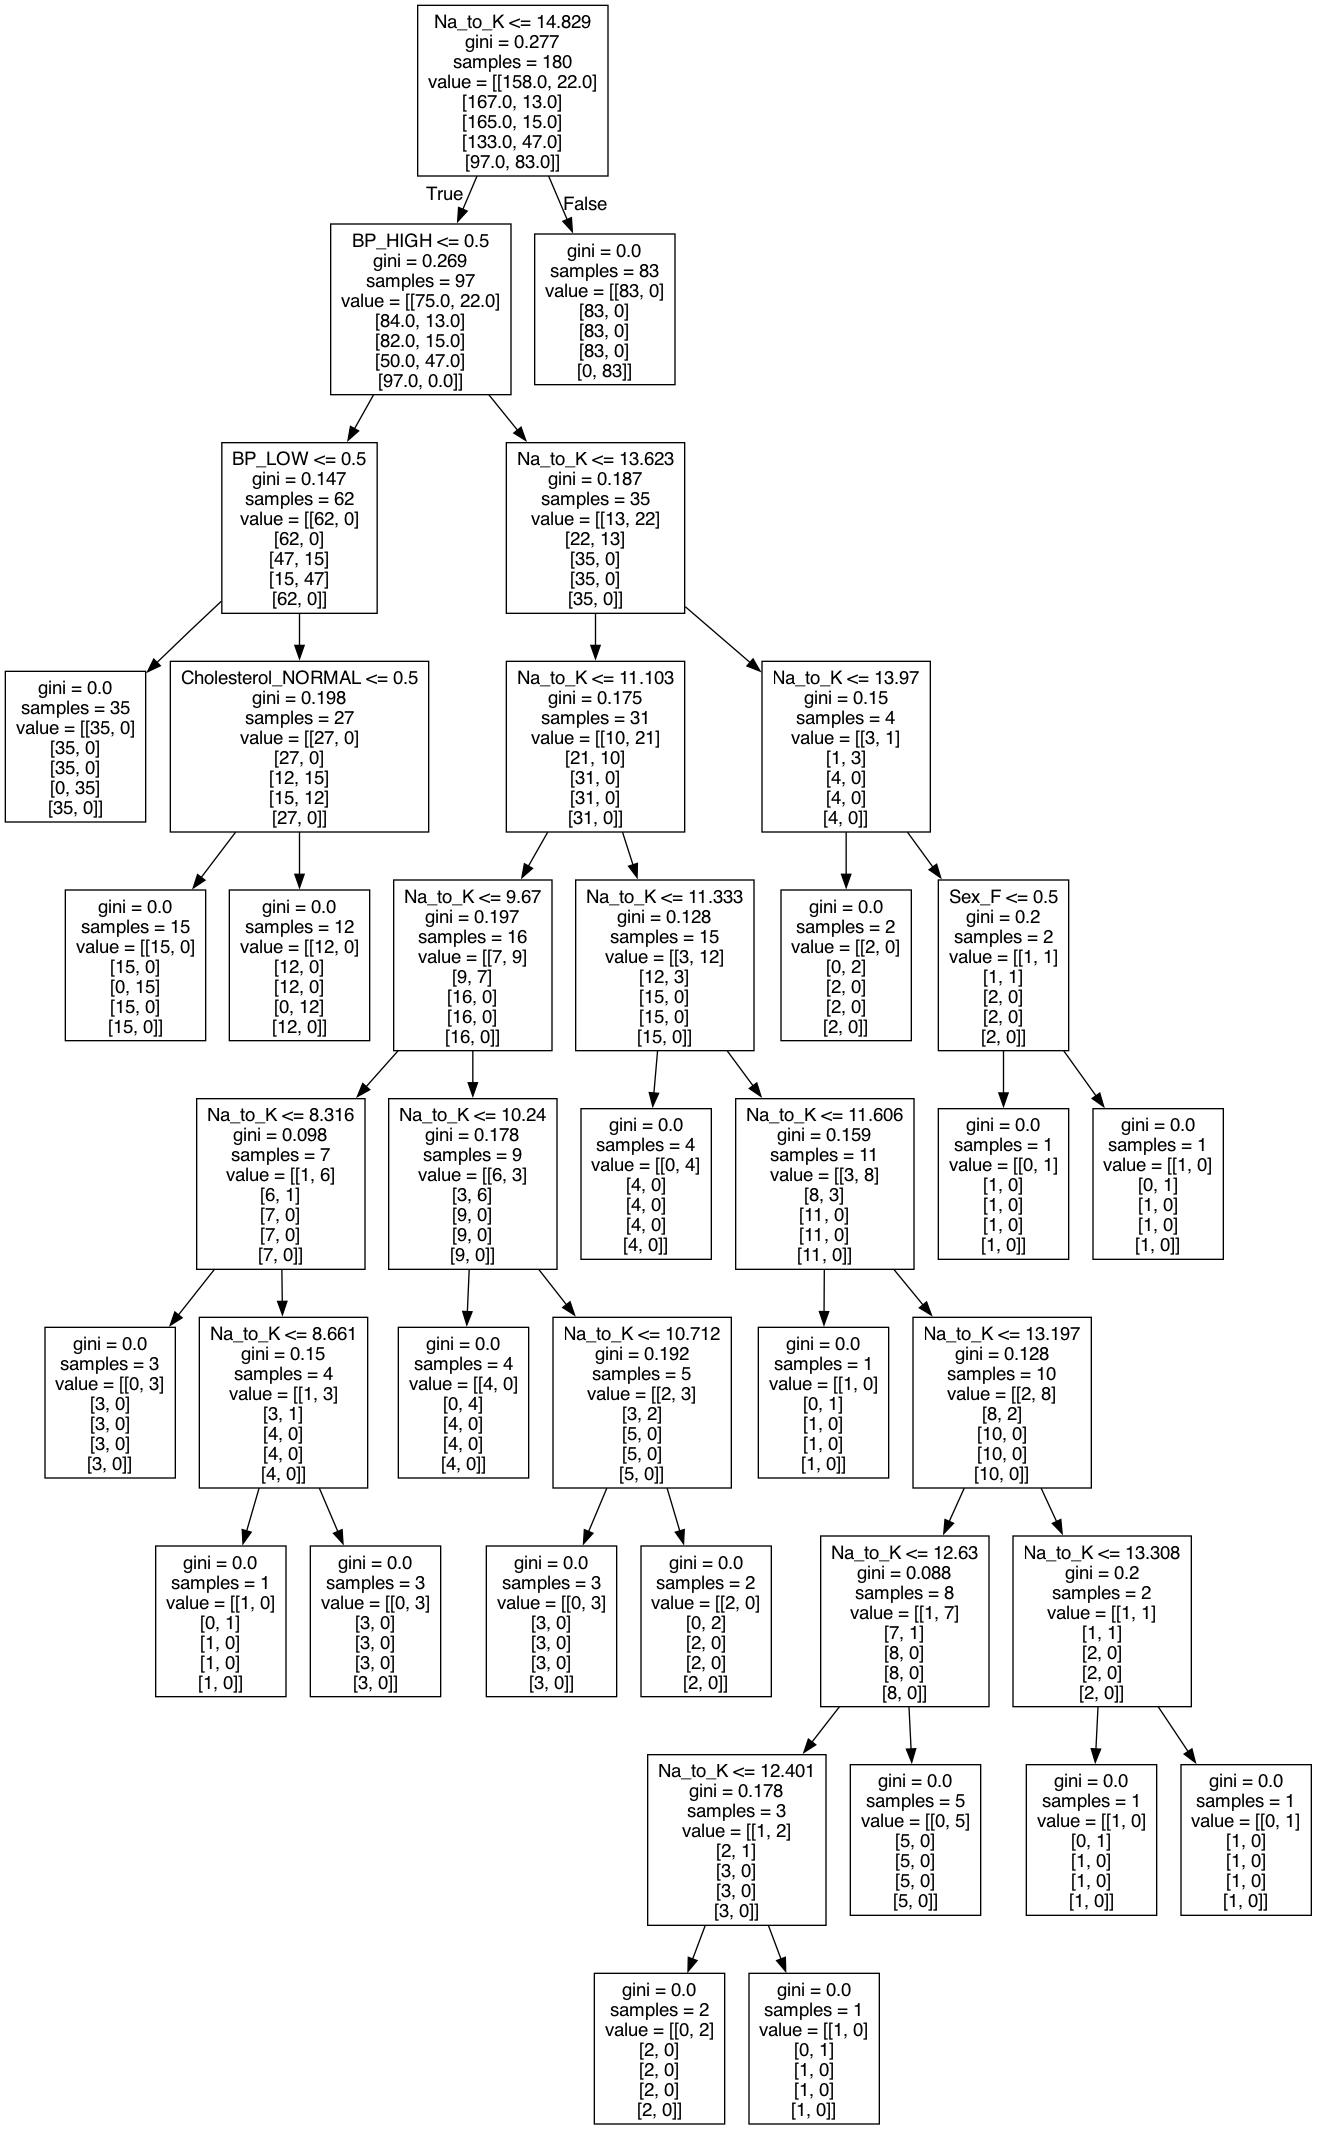 Na_to_K <= 14.829
gini = 0.277
samples = 180
value = [[158.0, 22.0]
[167.0, 13.0]
[165.0, 15.0]
[133.0, 47.0]
[97.0, 83.0]]
True
False
BP_HIGH <= 0.5
gini = 0.269
samples = 97
value = [[75.0, 22.0]
[84.0, 13.0]
[82.0, 15.0]
[50.0, 47.0]
[97.0, 0.0]]
gini = 0.0
samples = 83
value = [[83, 0]
[83, 0]
[83, 0]
[83, 0]
[0, 83]]
BP_LOW <= 0.5
gini = 0.147
samples = 62
value = [[62, 0]
[62, 0]
[47, 15]
[15, 47]
[62, 0]]
Na_to_K <= 13.623
gini = 0.187
samples = 35
value = [[13, 22]
[22, 13]
[35, 0]
[35, 0]
[35, 0]]
gini = 0.0
samples = 35
value = [[35, 0]
[35, 0]
[35, 0]
[0, 35]
[35, 0]]
Cholesterol_NORMAL <= 0.5
gini = 0.198
samples = 27
value = [[27, 0]
[27, 0]
[12, 15]
[15, 12]
[27, 0]]
Na_to_K <= 11.103
gini = 0.175
samples = 31
value = [[10, 21]
[21, 10]
[31, 0]
[31, 0]
[31, 0]]
Na_to_K <= 13.97
gini = 0.15
samples = 4
value = [[3, 1]
[1, 3]
[4, 0]
[4, 0]
[4, 0]]
gini = 0.0
samples = 15
value = [[15, 0]
[15, 0]
[0, 15]
[15, 0]
[15, 0]]
gini = 0.0
samples = 12
value = [[12, 0]
[12, 0]
[12, 0]
[0, 12]
[12, 0]]
Na_to_K <= 9.67
gini = 0.197
samples = 16
value = [[7, 9]
[9, 7]
[16, 0]
[16, 0]
[16, 0]]
Na_to_K <= 11.333
gini = 0.128
samples = 15
value = [[3, 12]
[12, 3]
[15, 0]
[15, 0]
[15, 0]]
gini = 0.0
samples = 2
value = [[2, 0]
[0, 2]
[2, 0]
[2, 0]
[2, 0]]
Sex_F <= 0.5
gini = 0.2
samples = 2
value = [[1, 1]
[1, 1]
[2, 0]
[2, 0]
[2, 0]]
Na_to_K <= 8.316
gini = 0.098
samples = 7
value = [[1, 6]
[6, 1]
[7, 0]
[7, 0]
[7, 0]]
Na_to_K <= 10.24
gini = 0.178
samples = 9
value = [[6, 3]
[3, 6]
[9, 0]
[9, 0]
[9, 0]]
gini = 0.0
samples = 4
value = [[0, 4]
[4, 0]
[4, 0]
[4, 0]
[4, 0]]
Na_to_K <= 11.606
gini = 0.159
samples = 11
value = [[3, 8]
[8, 3]
[11, 0]
[11, 0]
[11, 0]]
gini = 0.0
samples = 1
value = [[0, 1]
[1, 0]
[1, 0]
[1, 0]
[1, 0]]
gini = 0.0
samples = 1
value = [[1, 0]
[0, 1]
[1, 0]
[1, 0]
[1, 0]]
gini = 0.0
samples = 3
value = [[0, 3]
[3, 0]
[3, 0]
[3, 0]
[3, 0]]
Na_to_K <= 8.661
gini = 0.15
samples = 4
value = [[1, 3]
[3, 1]
[4, 0]
[4, 0]
[4, 0]]
gini = 0.0
samples = 4
value = [[4, 0]
[0, 4]
[4, 0]
[4, 0]
[4, 0]]
Na_to_K <= 10.712
gini = 0.192
samples = 5
value = [[2, 3]
[3, 2]
[5, 0]
[5, 0]
[5, 0]]
gini = 0.0
samples = 1
value = [[1, 0]
[0, 1]
[1, 0]
[1, 0]
[1, 0]]
Na_to_K <= 13.197
gini = 0.128
samples = 10
value = [[2, 8]
[8, 2]
[10, 0]
[10, 0]
[10, 0]]
gini = 0.0
samples = 1
value = [[1, 0]
[0, 1]
[1, 0]
[1, 0]
[1, 0]]
gini = 0.0
samples = 3
value = [[0, 3]
[3, 0]
[3, 0]
[3, 0]
[3, 0]]
gini = 0.0
samples = 3
value = [[0, 3]
[3, 0]
[3, 0]
[3, 0]
[3, 0]]
gini = 0.0
samples = 2
value = [[2, 0]
[0, 2]
[2, 0]
[2, 0]
[2, 0]]
Na_to_K <= 12.63
gini = 0.088
samples = 8
value = [[1, 7]
[7, 1]
[8, 0]
[8, 0]
[8, 0]]
Na_to_K <= 13.308
gini = 0.2
samples = 2
value = [[1, 1]
[1, 1]
[2, 0]
[2, 0]
[2, 0]]
Na_to_K <= 12.401
gini = 0.178
samples = 3
value = [[1, 2]
[2, 1]
[3, 0]
[3, 0]
[3, 0]]
gini = 0.0
samples = 5
value = [[0, 5]
[5, 0]
[5, 0]
[5, 0]
[5, 0]]
gini = 0.0
samples = 1
value = [[1, 0]
[0, 1]
[1, 0]
[1, 0]
[1, 0]]
gini = 0.0
samples = 1
value = [[0, 1]
[1, 0]
[1, 0]
[1, 0]
[1, 0]]
gini = 0.0
samples = 2
value = [[0, 2]
[2, 0]
[2, 0]
[2, 0]
[2, 0]]
gini = 0.0
samples = 1
value = [[1, 0]
[0, 1]
[1, 0]
[1, 0]
[1, 0]]